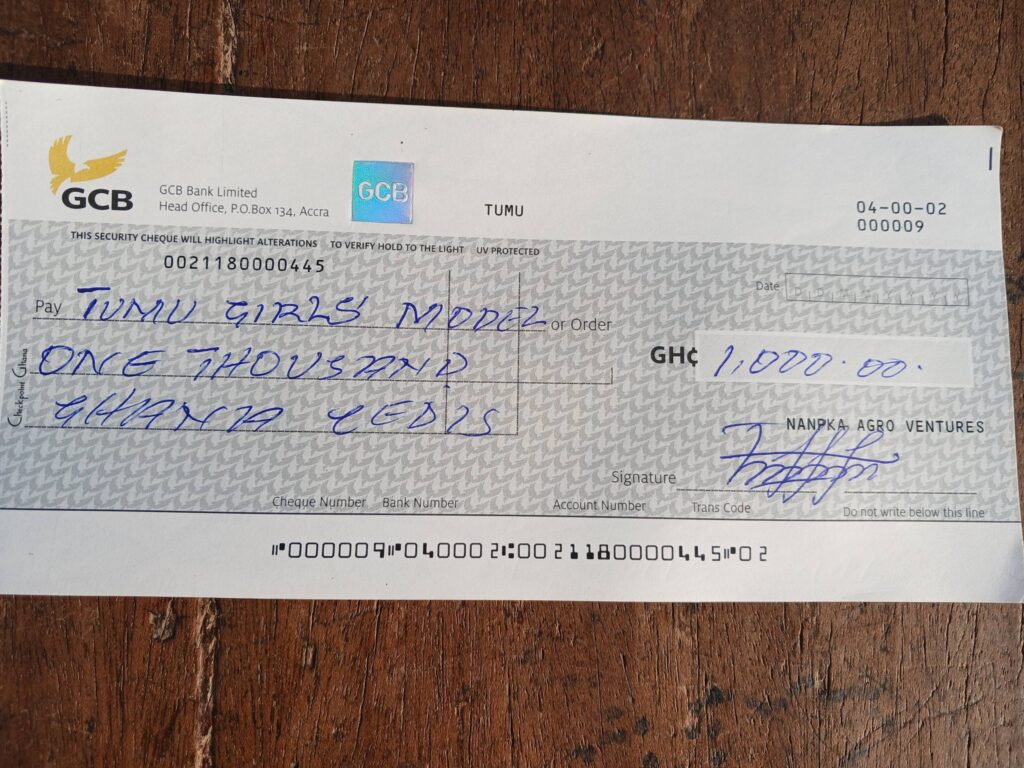 GCB
GCB Bank Limited
Head Office, P.O.Box 134, Accra
GCB
TUMU
04-00-02
000009
THIS SECURITY CHEQUE WILL HIGHLIGHT ALTERATIONS TO VERIFY HOLD TO THE LIGHT UV PROTECTED
0021180000445
Date
Pay TUMU GIRLS MODEL or Order
ONE THOUSAND
GHANA CEDIS
GH₵ 1,000.00.
Checkpoint Ghana
NANPKA AGRO VENTURES
Signature
Cheque Number Bank Number Account Number Trans Code Do not write below this line
⑈000009⑈040002⑆0021180000445⑈02